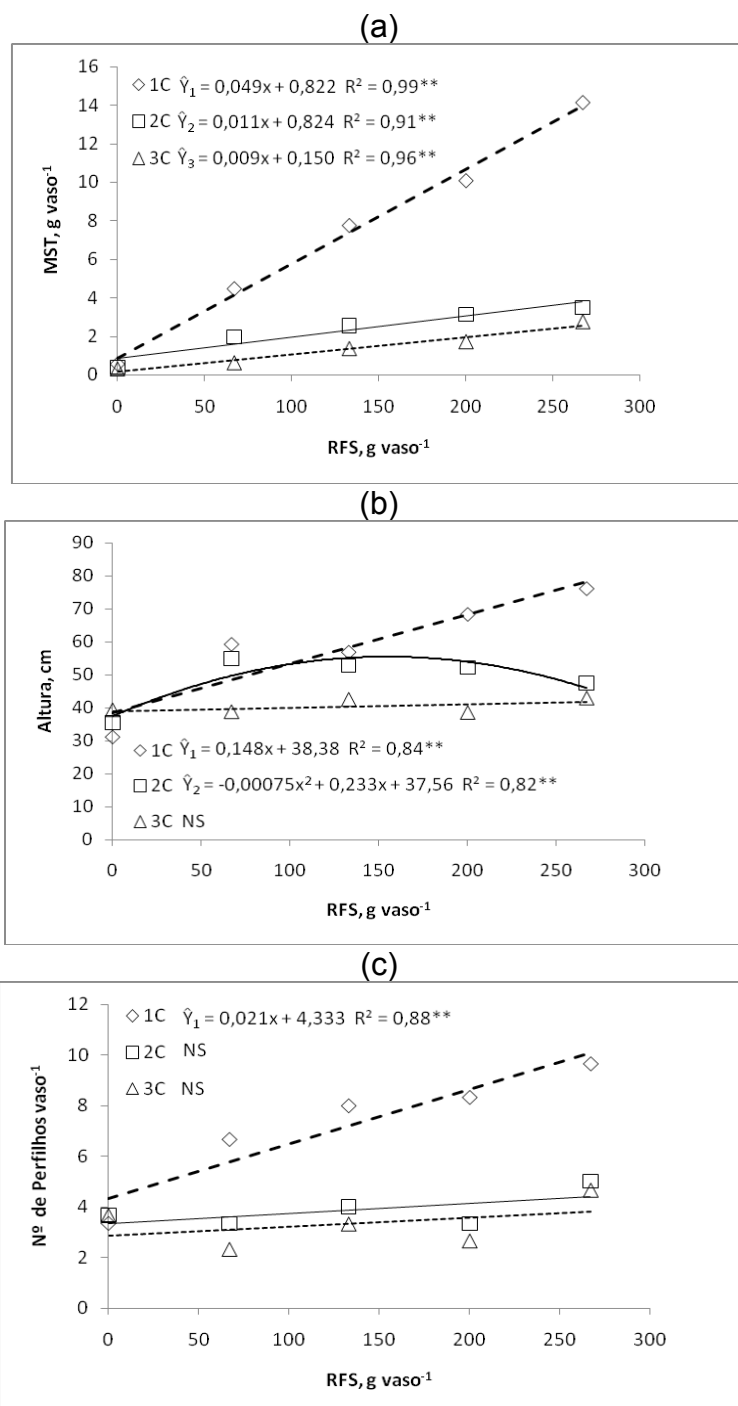 (a)
16
14
12
10
8
6
4
2
0
MST, g vaso⁻¹
◇ 1C Ŷ₁ = 0,049x + 0,822 R² = 0,99**
□ 2C Ŷ₂ = 0,011x + 0,824 R² = 0,91**
△ 3C Ŷ₃ = 0,009x + 0,150 R² = 0,96**
0 50 100 150 200 250 300
RFS, g vaso⁻¹
(b)
90
80
70
60
50
40
30
20
10
0
Altura, cm
◇ 1C Ŷ₁ = 0,148x + 38,38 R² = 0,84**
□ 2C Ŷ₂ = -0,00075x² + 0,233x + 37,56 R² = 0,82**
△ 3C NS
0 50 100 150 200 250 300
RFS, g vaso⁻¹
(c)
12
10
8
6
4
2
0
Nº de Perfilhos vaso⁻¹
◇ 1C Ŷ₁ = 0,021x + 4,333 R² = 0,88**
□ 2C NS
△ 3C NS
0 50 100 150 200 250 300
RFS, g vaso⁻¹